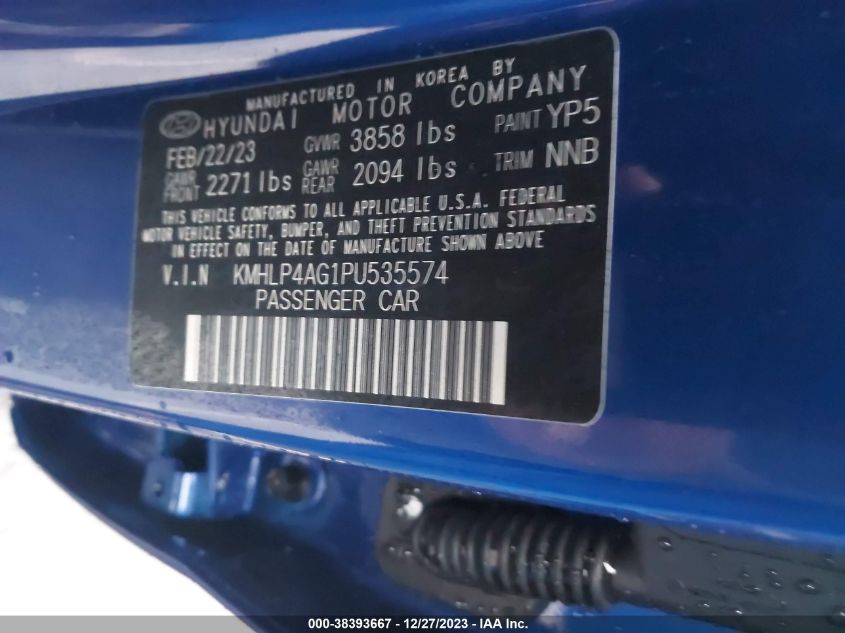 MANUFACTURED IN KOREA BY
HYUNDAI MOTOR COMPANY
FEB/22/23 GVWR 3858 lbs PAINT YP5
GAWR FRONT 2271 lbs GAWR REAR 2094 lbs TRIM NNB
THIS VEHICLE CONFORMS TO ALL APPLICABLE U.S.A. FEDERAL
MOTOR VEHICLE SAFETY, BUMPER, AND THEFT PREVENTION STANDARDS
IN EFFECT ON THE DATE OF MANUFACTURE SHOWN ABOVE
V.I.N KMHLP4AG1PU535574
PASSENGER CAR
000-38393667 - 12/27/2023 - IAAI.com